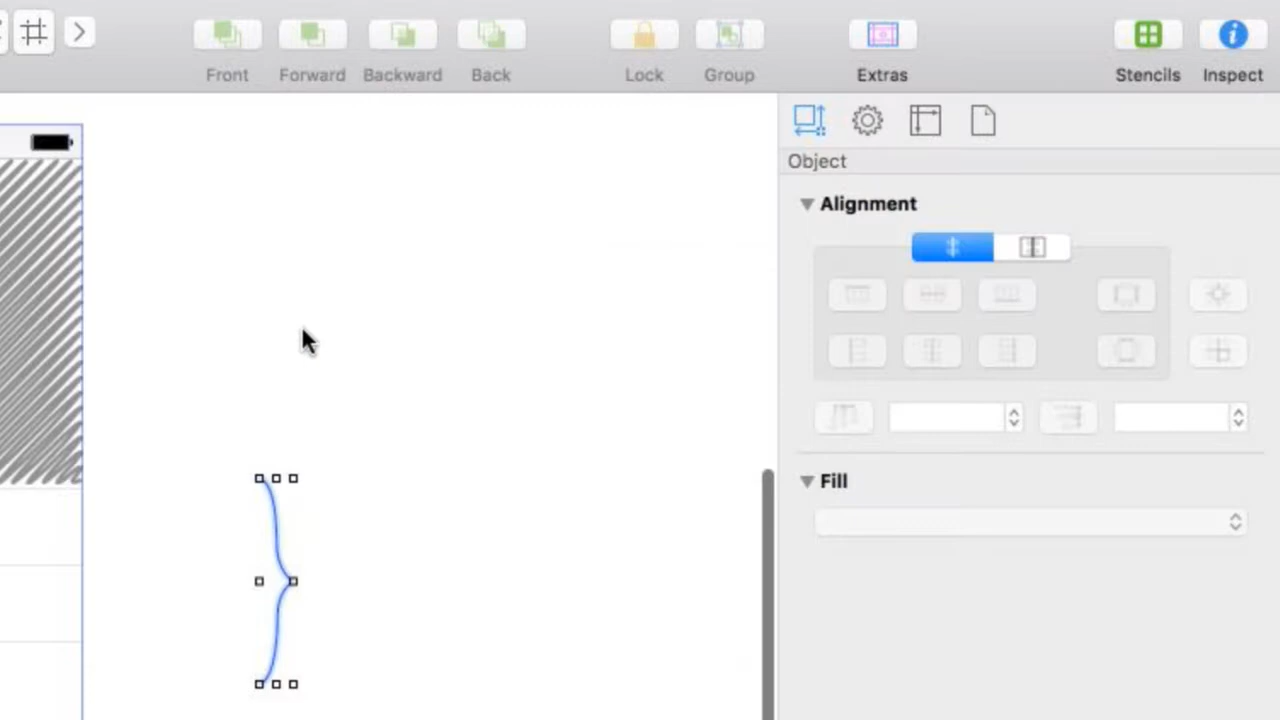 Front Forward Backward Back Lock Group Extras Stencils Inspect
Object
Alignment
Fill